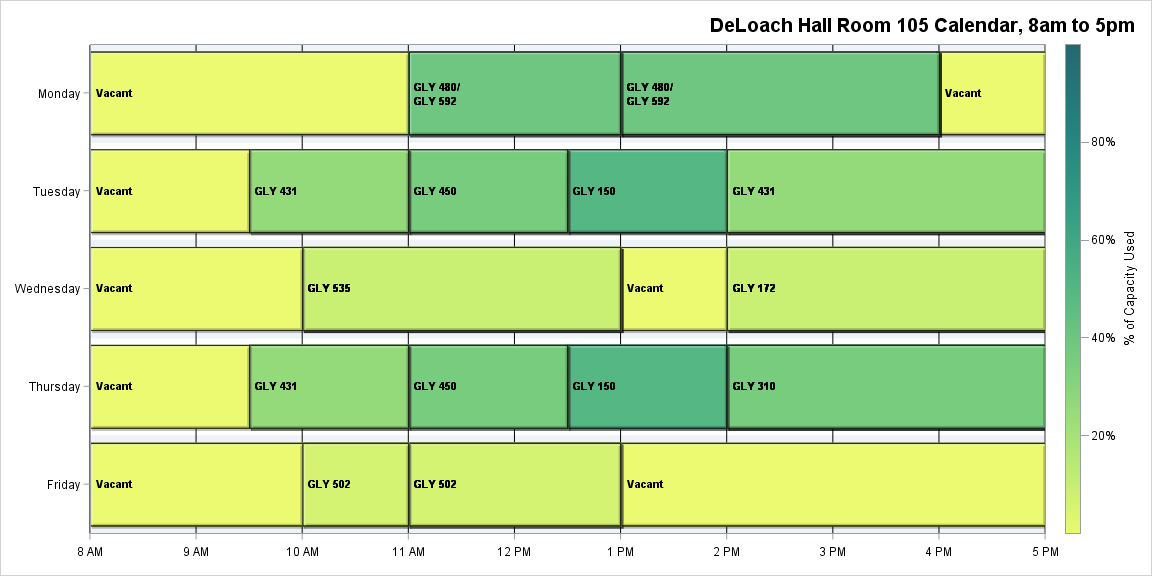 DeLoach Hall Room 105 Calendar, 8am to 5pm
Monday
Vacant
GLY 480/
GLY 592
GLY 480/
GLY 592
Vacant
Tuesday
Vacant
GLY 431
GLY 450
GLY 150
GLY 431
Wednesday
Vacant
GLY 535
Vacant
GLY 172
Thursday
Vacant
GLY 431
GLY 450
GLY 150
GLY 310
Friday
Vacant
GLY 502
GLY 502
Vacant
8 AM
9 AM
10 AM
11 AM
12 PM
1 PM
2 PM
3 PM
4 PM
5 PM
80%
60%
40%
20%
% of Capacity Used